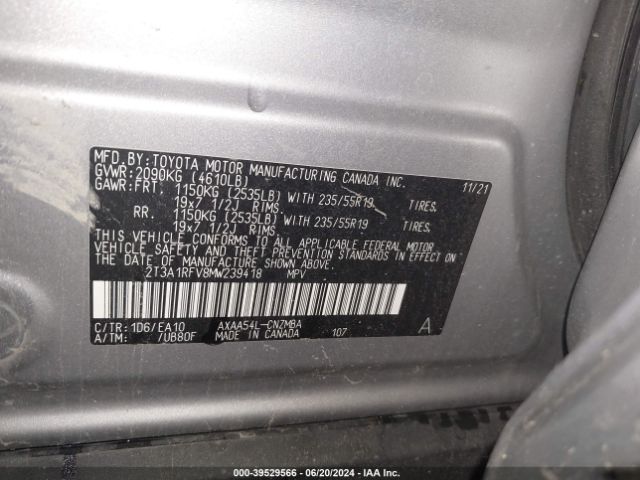 MFD. BY: TOYOTA MOTOR MANUFACTURING CANADA INC. 11/21
GVWR: 2090KG (4610LB)
GAWR: FRT. 1150KG (2535LB) WITH 235/55R19 TIRES,
19x7 1/2J RIMS
RR. 1150KG (2535LB) WITH 235/55R19 TIRES,
19x7 1/2J RIMS
THIS VEHICLE CONFORMS TO ALL APPLICABLE FEDERAL MOTOR
VEHICLE SAFETY AND THEFT PREVENTION STANDARDS IN EFFECT ON
THE DATE OF MANUFACTURE SHOWN ABOVE.
2T3A1RFV8MW239418 MPV
C/TR: 1D6/EA10 AXAA54L-CNZMBA
A/TM: /UB80F MADE IN CANADA 107 A
000-39529566 - 06/20/2024 - IAA Inc.